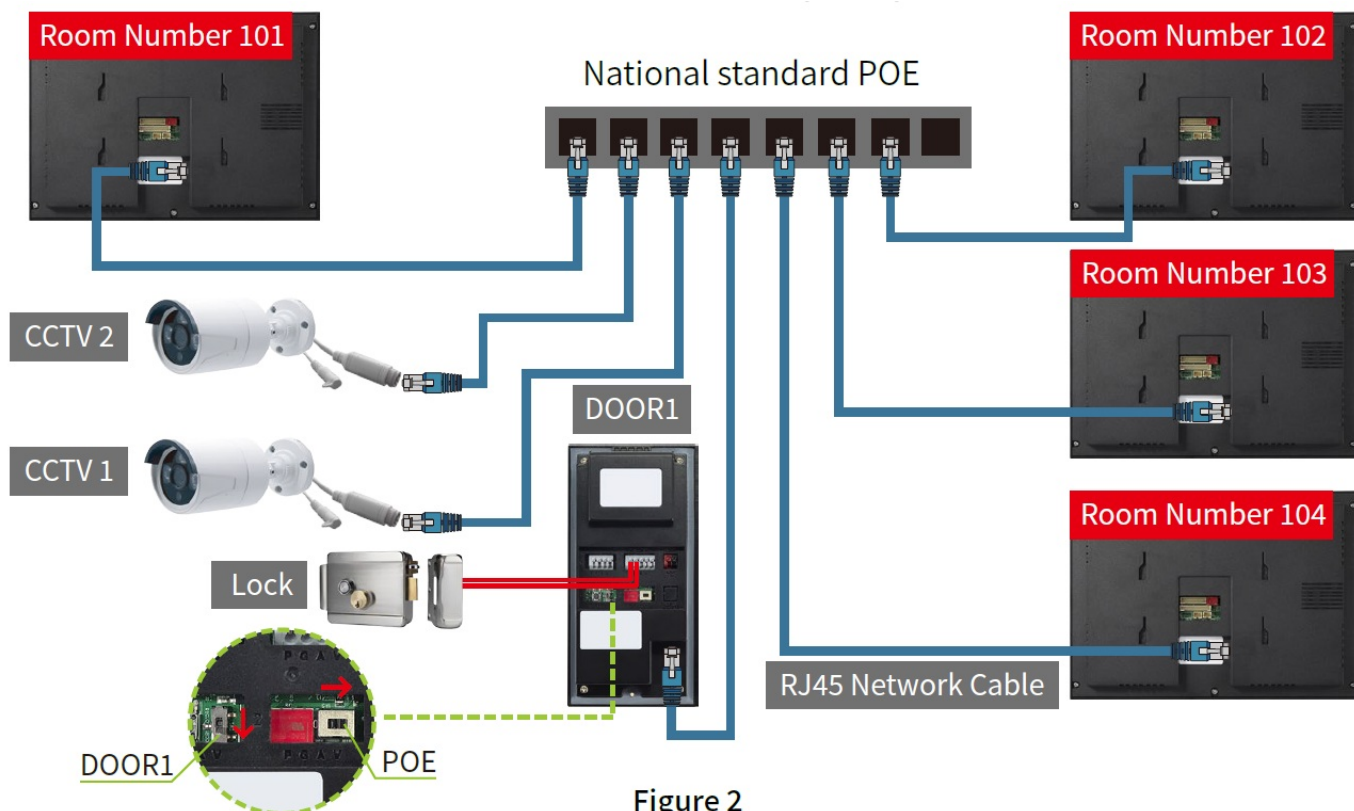 Room Number 101
Room Number 102
National standard POE
Room Number 103
CCTV 2
DOOR1
CCTV 1
Room Number 104
Lock
RJ45 Network Cable
P G A V
P G A V
V
DOOR1
POE
Figure 2